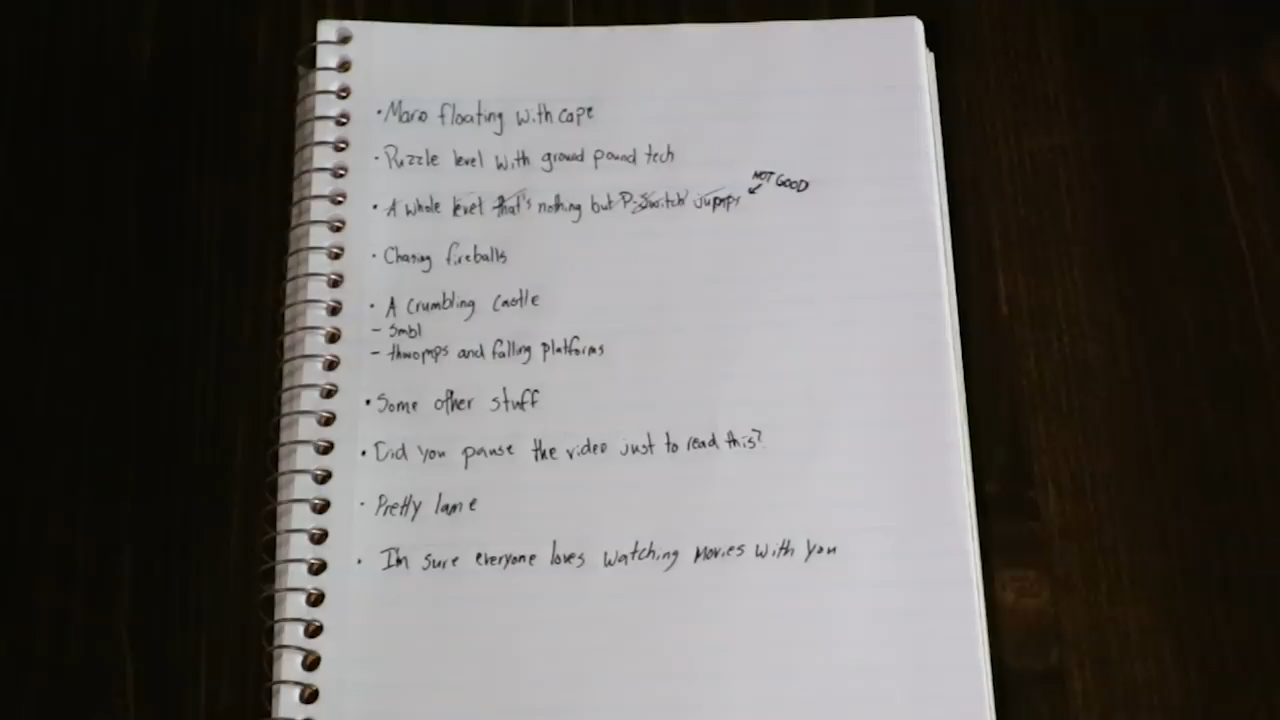 • Mario floating with cape
• Puzzle level with ground pound tech
NOT GOOD
• A whole level that's nothing but P-Switch jumps
• Chasing fireballs
• A crumbling castle
- Smb1
- thwomps and falling platforms
• Some other stuff
• Did you pause the video just to read this?
• Pretty lame
• I'm sure everyone loves watching movies with you